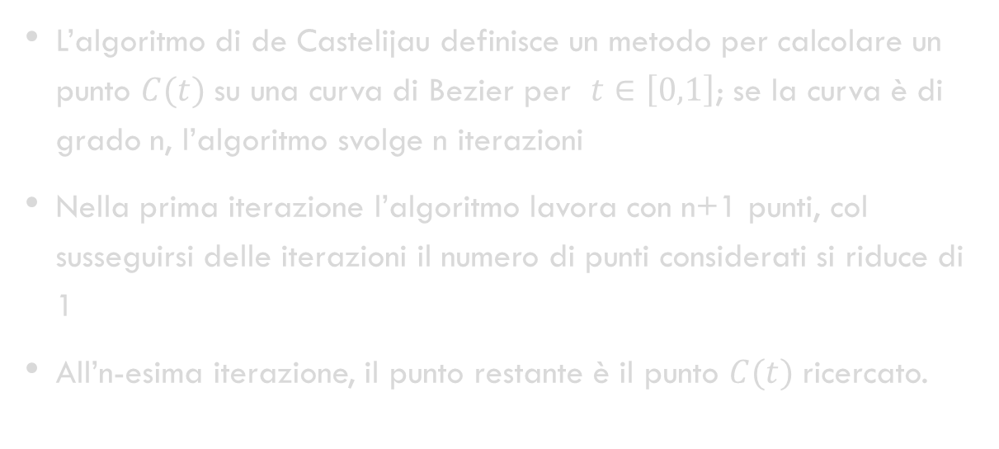 • L’algoritmo di de Castelijau definisce un metodo per calcolare un
punto C(t) su una curva di Bezier per t ∈ [0,1]; se la curva è di
grado n, l’algoritmo svolge n iterazioni
• Nella prima iterazione l’algoritmo lavora con n+1 punti, col
susseguirsi delle iterazioni il numero di punti considerati si riduce di
1
• All’n-esima iterazione, il punto restante è il punto C(t) ricercato.